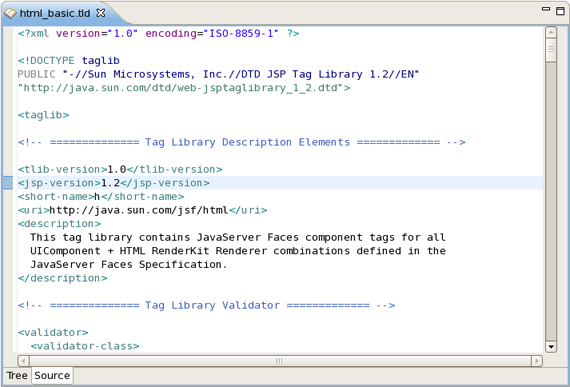 html_basic.tld
<?xml version="1.0" encoding="ISO-8859-1" ?>
<!DOCTYPE taglib
PUBLIC "-//Sun Microsystems, Inc.//DTD JSP Tag Library 1.2//EN"
"http://java.sun.com/dtd/web-jsptaglibrary_1_2.dtd">
<taglib>
<!-- ============== Tag Library Description Elements ============= -->
<tlib-version>1.0</tlib-version>
<jsp-version>1.2</jsp-version>
<short-name>h</short-name>
<uri>http://java.sun.com/jsf/html</uri>
<description>
This tag library contains JavaServer Faces component tags for all
UIComponent + HTML RenderKit Renderer combinations defined in the
JavaServer Faces Specification.
</description>
<!-- ============== Tag Library Validator ============= -->
<validator>
<validator-class>
Tree Source